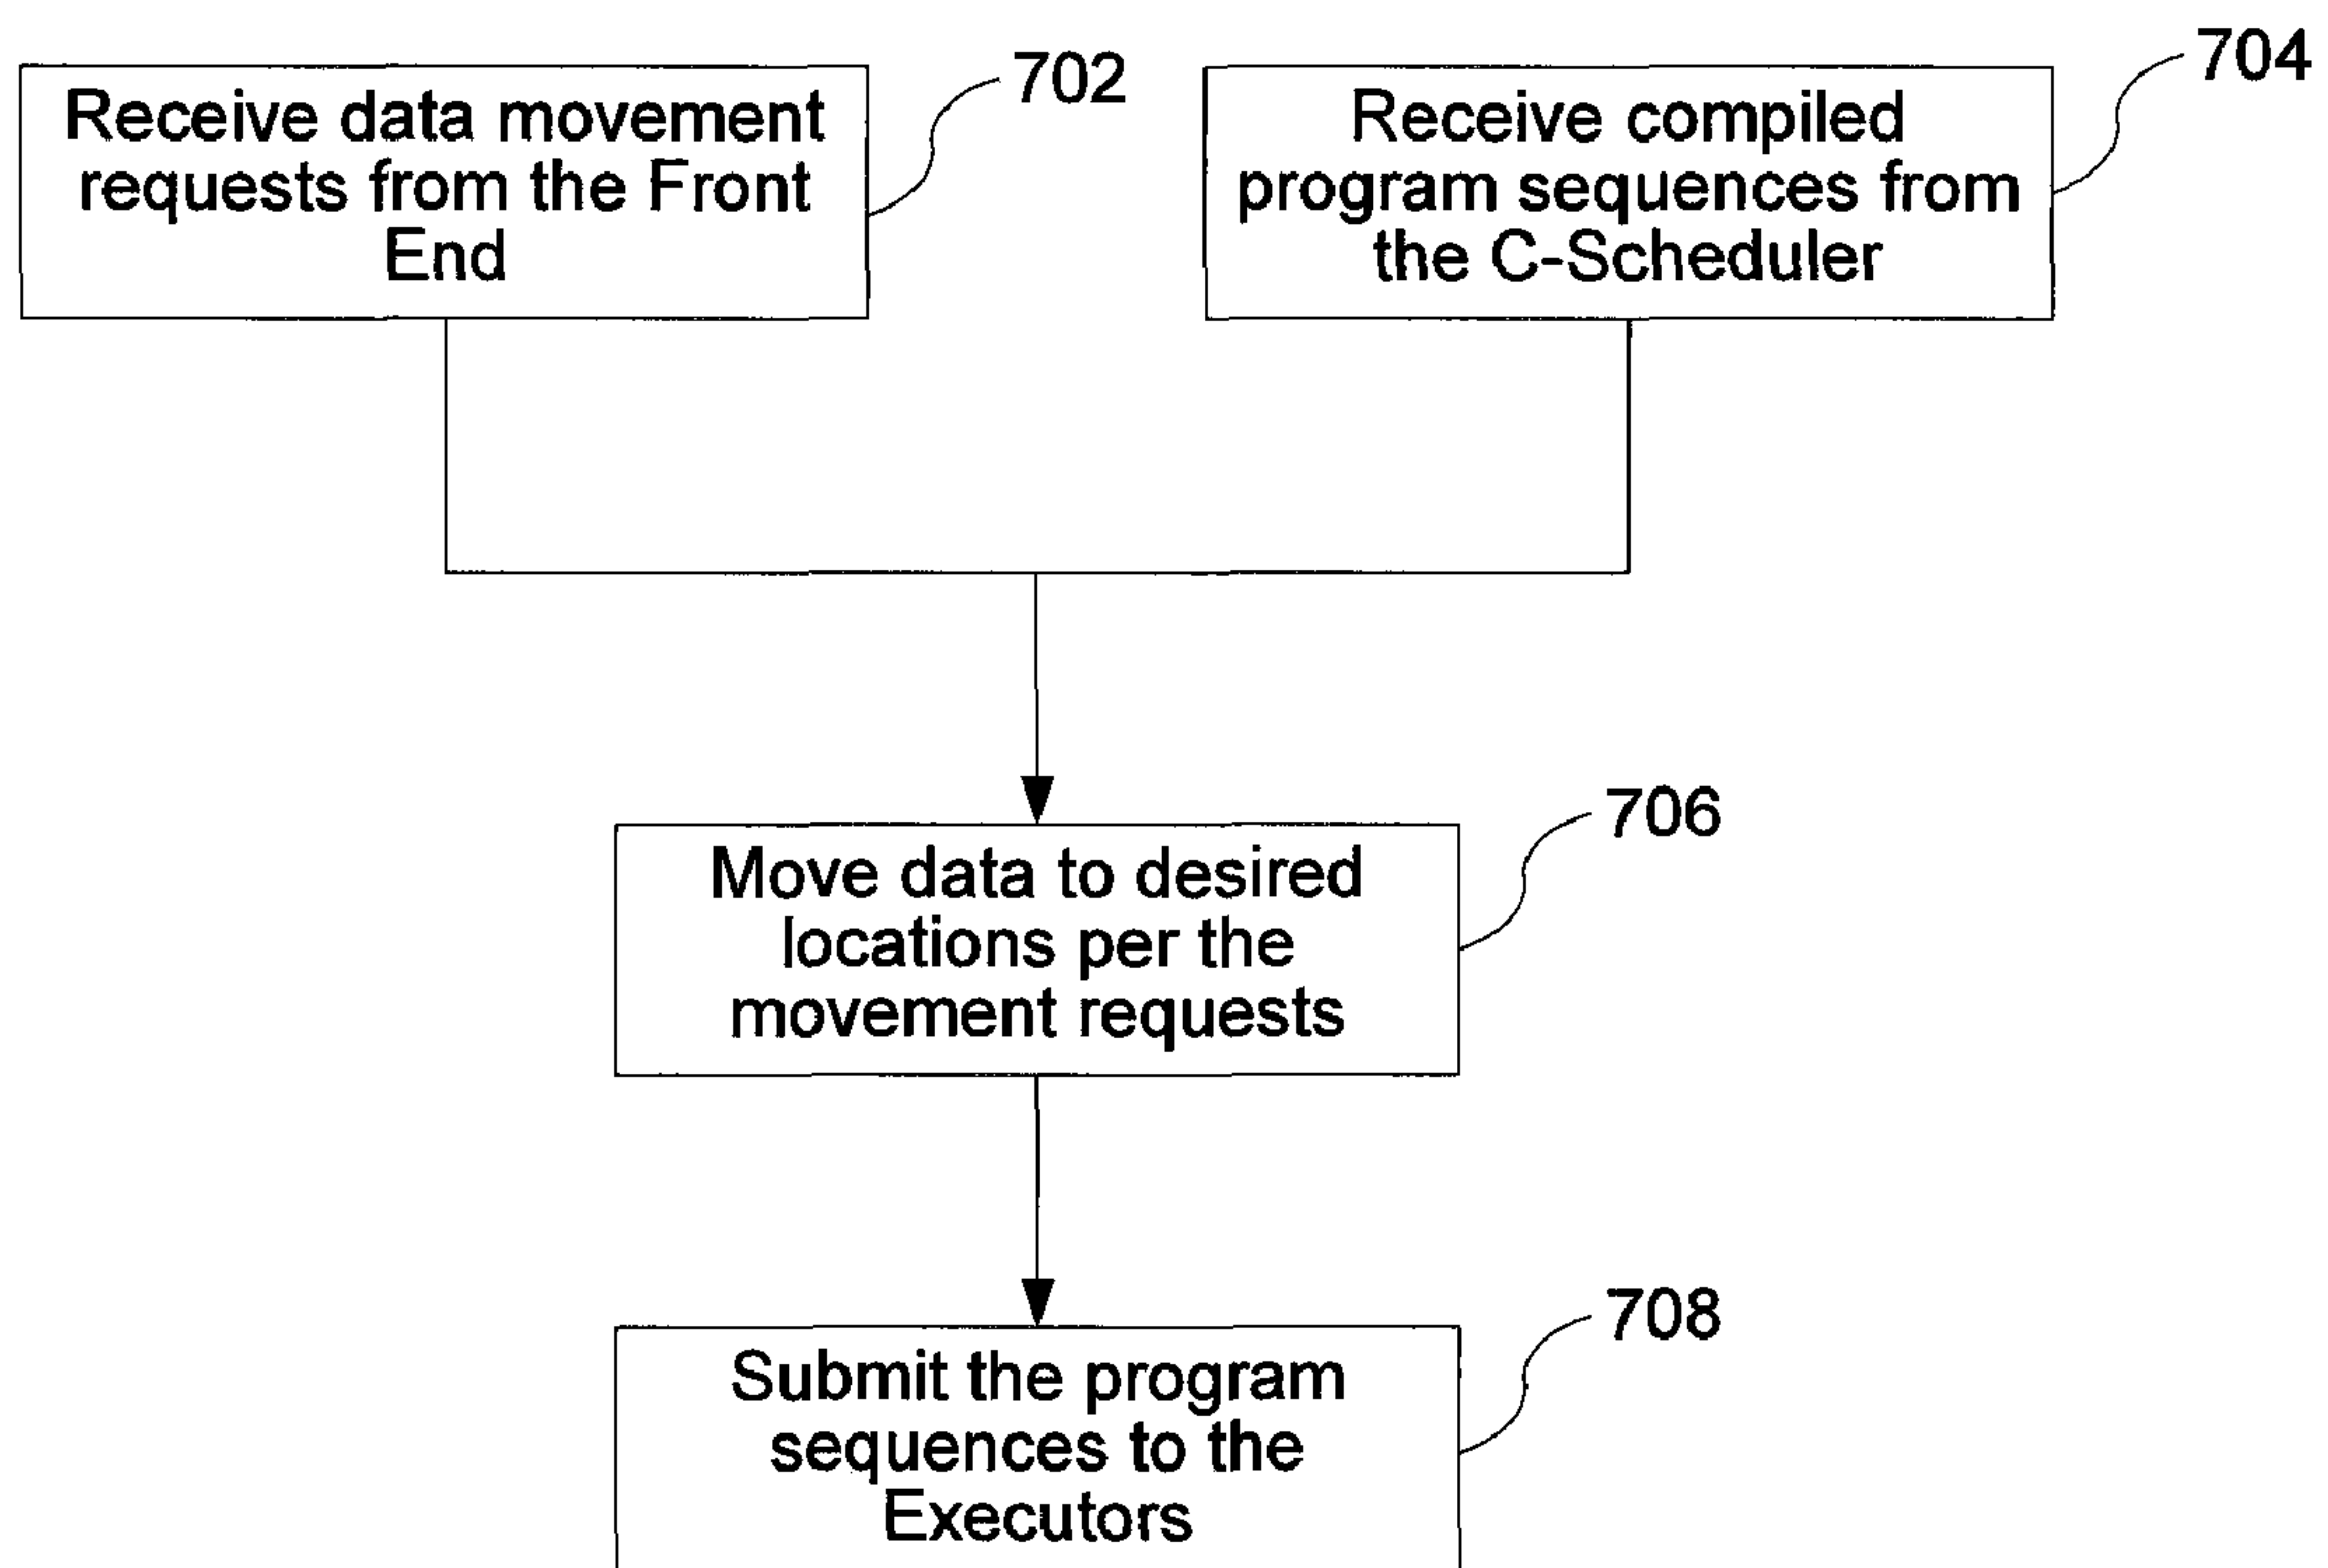 Receive data movement
requests from the Front
End
702
Receive compiled
program sequences from
the C-Scheduler
704
Move data to desired
locations per the
movement requests
706
Submit the program
sequences to the
Executors
708